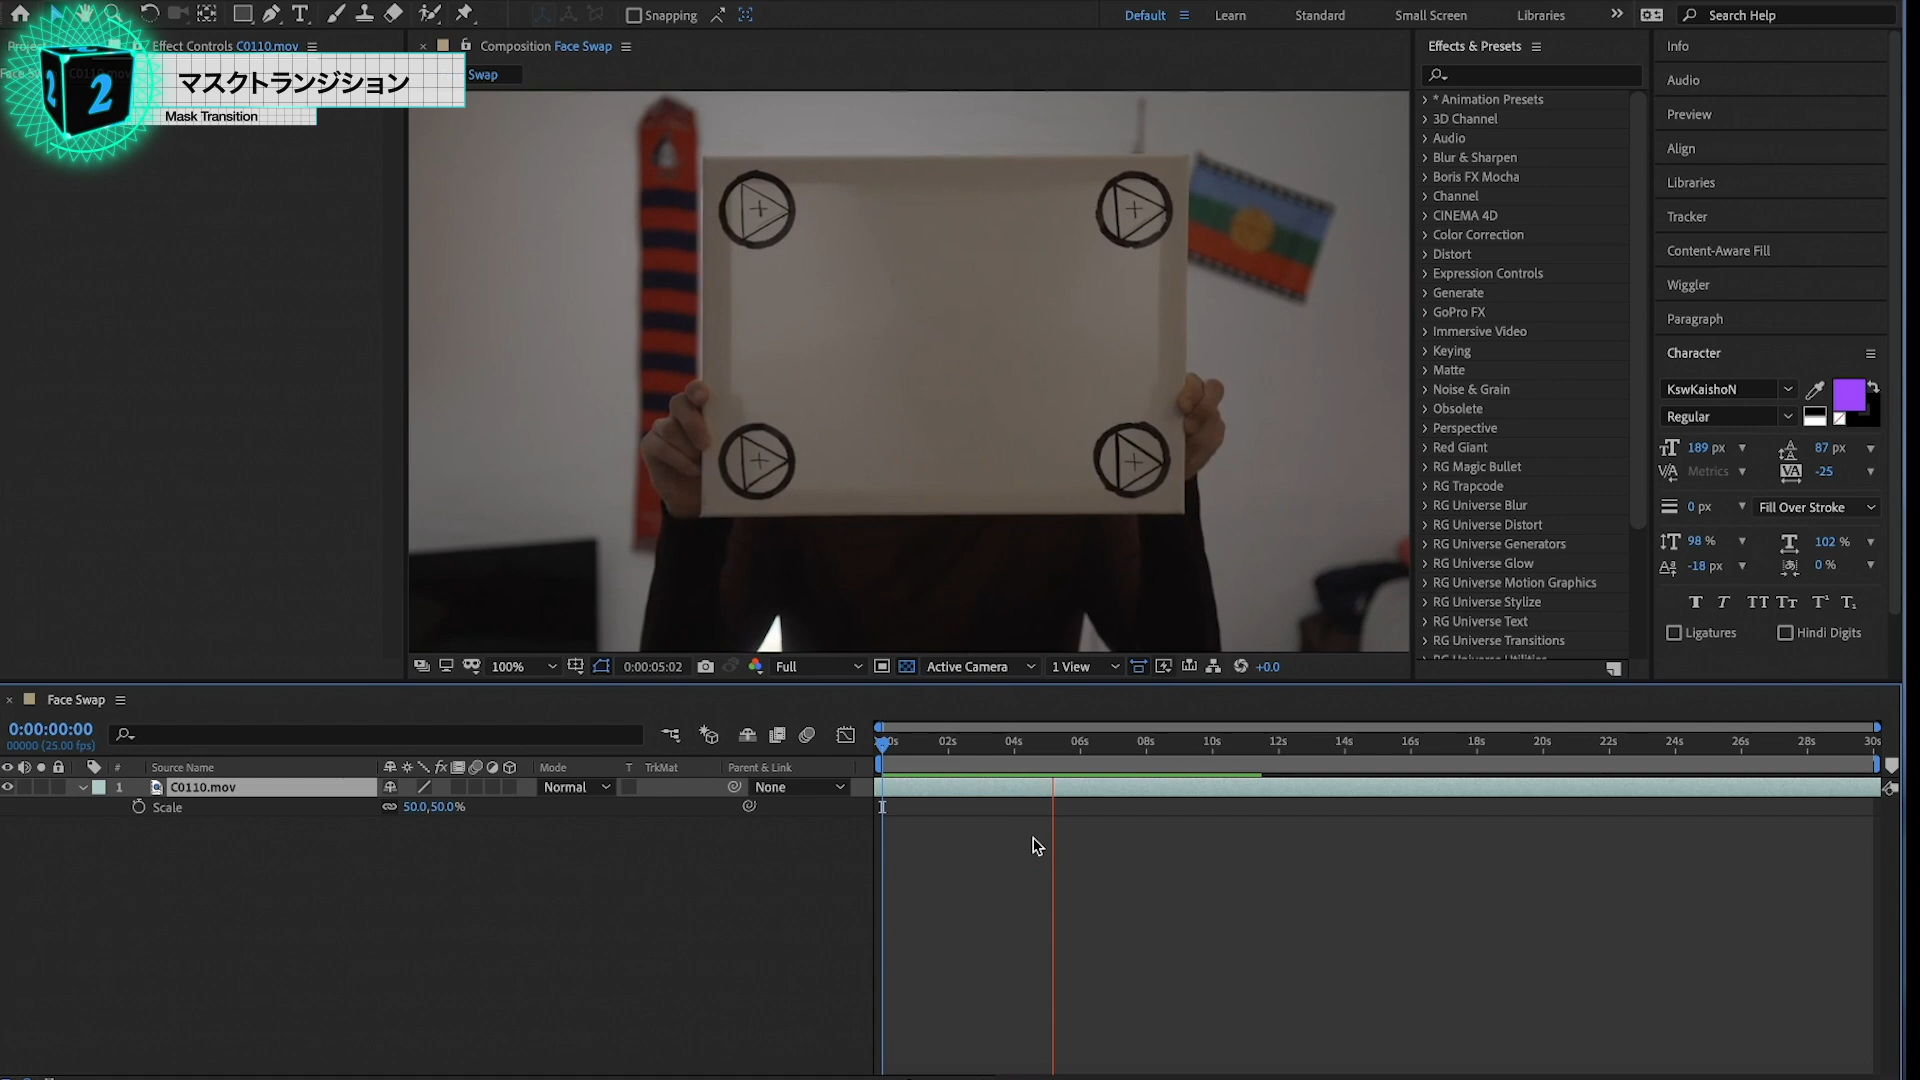 Snapping
Default
Learn
Standard
Small Screen
Libraries
Search Help
Effect Controls C0110.mov
Composition Face Swap
Swap
2
2
マスクトランジション
Mask Transition
Effects & Presets
* Animation Presets
3D Channel
Audio
Blur & Sharpen
Boris FX Mocha
Channel
CINEMA 4D
Color Correction
Distort
Expression Controls
Generate
GoPro FX
Immersive Video
Keying
Matte
Noise & Grain
Obsolete
Perspective
Red Giant
RG Magic Bullet
RG Trapcode
RG Universe Blur
RG Universe Distort
RG Universe Generators
RG Universe Glow
RG Universe Motion Graphics
RG Universe Stylize
RG Universe Text
RG Universe Transitions
Info
Audio
Preview
Align
Libraries
Tracker
Content-Aware Fill
Wiggler
Paragraph
Character
KswKaishoN
Regular
189 px
87 px
Metrics
-25
0 px
Fill Over Stroke
98 %
102 %
-18 px
0 %
Ligatures
Hindi Digits
100%
0:00:05:02
Full
Active Camera
1 View
+0.0
Face Swap
0:00:00:00
00000 (25.00 fps)
02s 04s 06s 08s 10s 12s 14s 16s 18s 20s 22s 24s 26s 28s 30s
# Source Name Mode T TrkMat Parent & Link
1 C0110.mov Normal None
Scale 50.0,50.0%